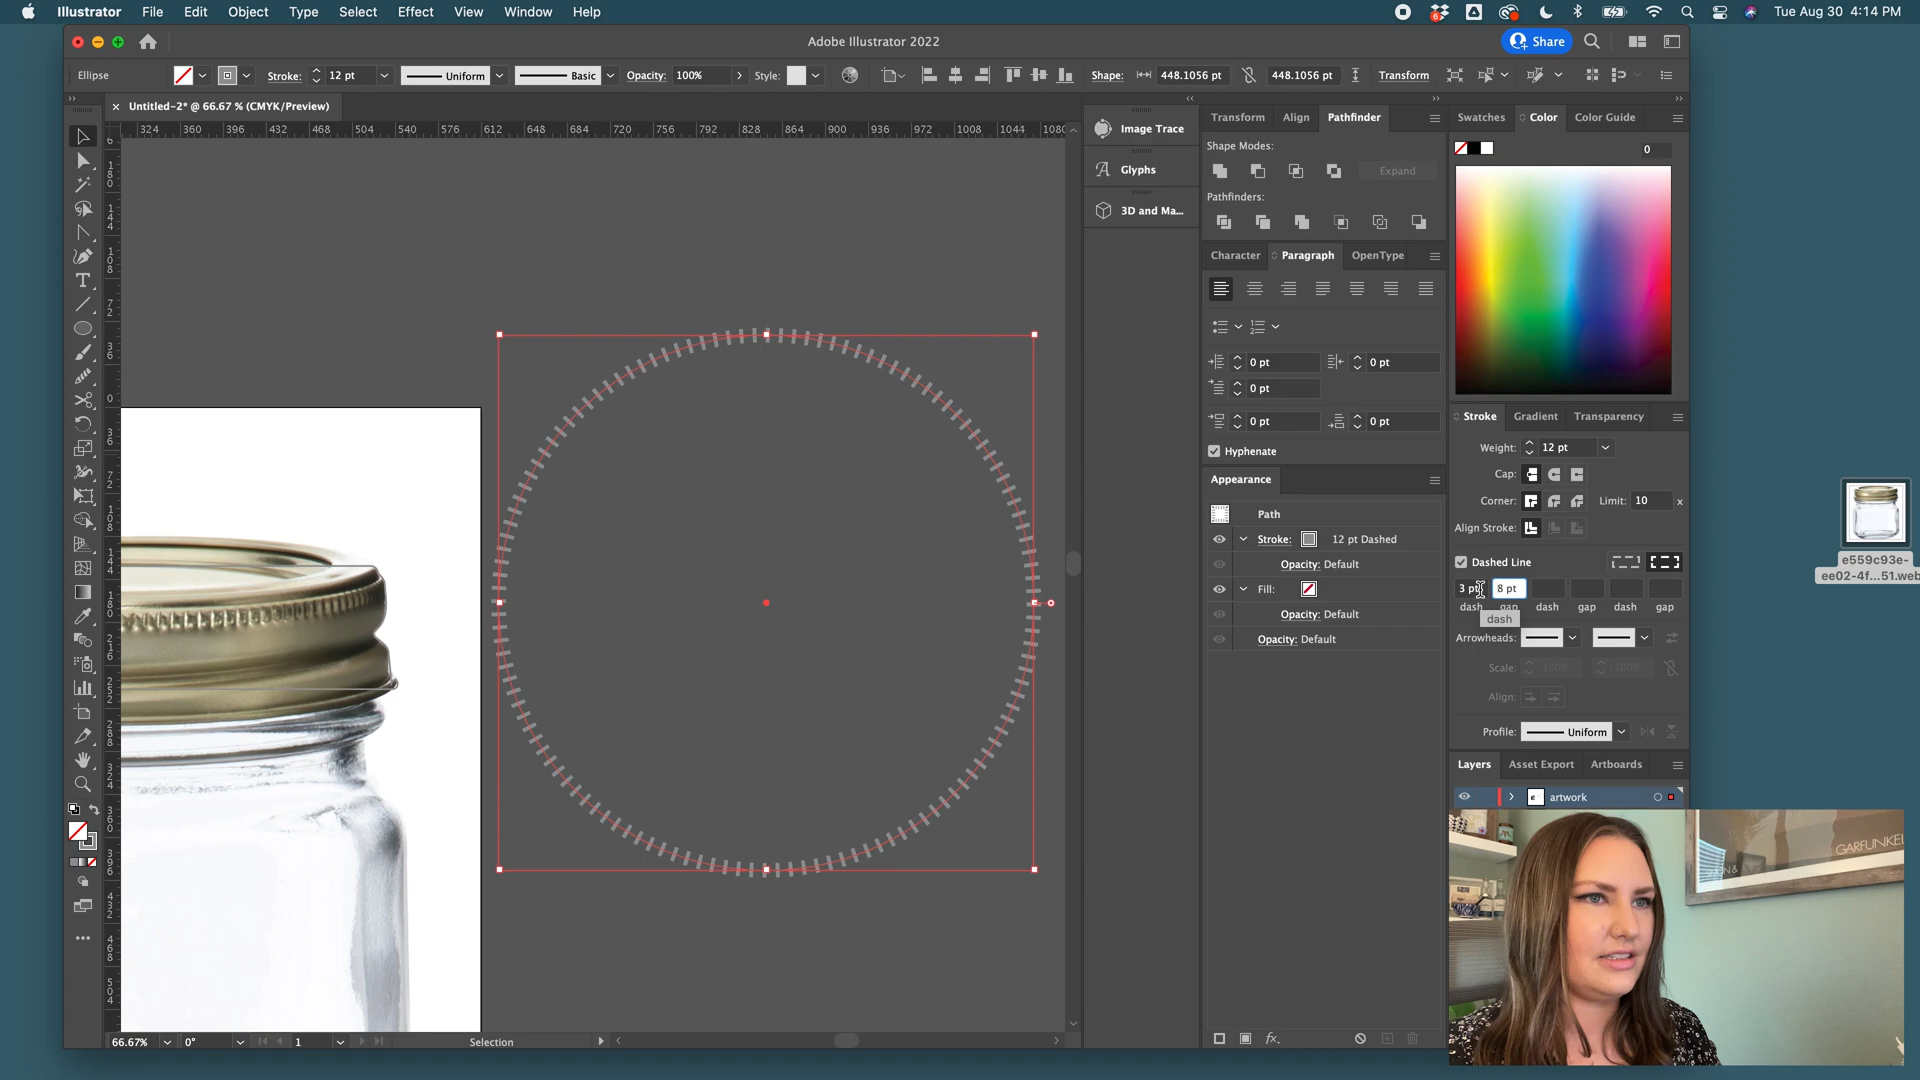 Illustrator File Edit Object Type Select Effect View Window Help
6
Tue Aug 30 4:14 PM
Adobe Illustrator 2022
Share
Ellipse Stroke: 12 pt Uniform Basic Opacity: 100% Style: Shape: 448.1056 pt 448.1056 pt Transform
× Untitled-2* @ 66.67 % (CMYK/Preview)
324 360 396 432 468 504 540 576 612 648 684 720 756 792 828 864 900 936 972 1008 1044 1080
Image Trace
Glyphs
3D and Ma...
Transform Align Pathfinder
Shape Modes:
Expand
Pathfinders:
Character Paragraph OpenType
0 pt 0 pt
0 pt
0 pt 0 pt
Hyphenate
Appearance
Path
Stroke: 12 pt Dashed
Opacity: Default
Fill:
Opacity: Default
Opacity: Default
Swatches Color Color Guide
0
Stroke Gradient Transparency
Weight: 12 pt
Cap:
Corner: Limit: 10 x
Align Stroke:
Dashed Line
3 pt 8 pt
dash gap dash gap dash gap
dash
Arrowheads:
Scale: 100% 100%
Align:
Profile: Uniform
Layers Asset Export Artboards
artwork
GARFUNKEL
66.67% 0° 1 Selection
e559c93e-
ee02-4f...51.web